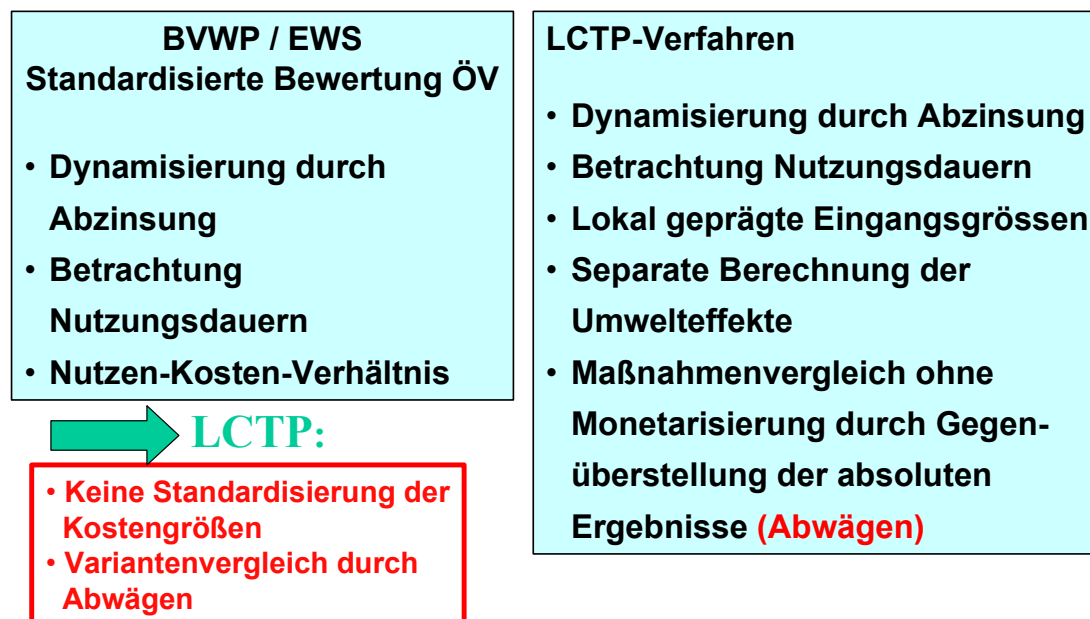 BVWP / EWS
Standardisierte Bewertung ÖV
• Dynamisierung durch
Abzinsung
• Betrachtung
Nutzungsdauern
• Nutzen-Kosten-Verhältnis
LCTP:
• Keine Standardisierung der
Kostengrößen
• Variantenvergleich durch
Abwägen
LCTP-Verfahren
• Dynamisierung durch Abzinsung
• Betrachtung Nutzungsdauern
• Lokal geprägte Eingangsgrössen
• Separate Berechnung der
Umwelteffekte
• Maßnahmenvergleich ohne
Monetarisierung durch Gegen-
überstellung der absoluten
Ergebnisse (Abwägen)